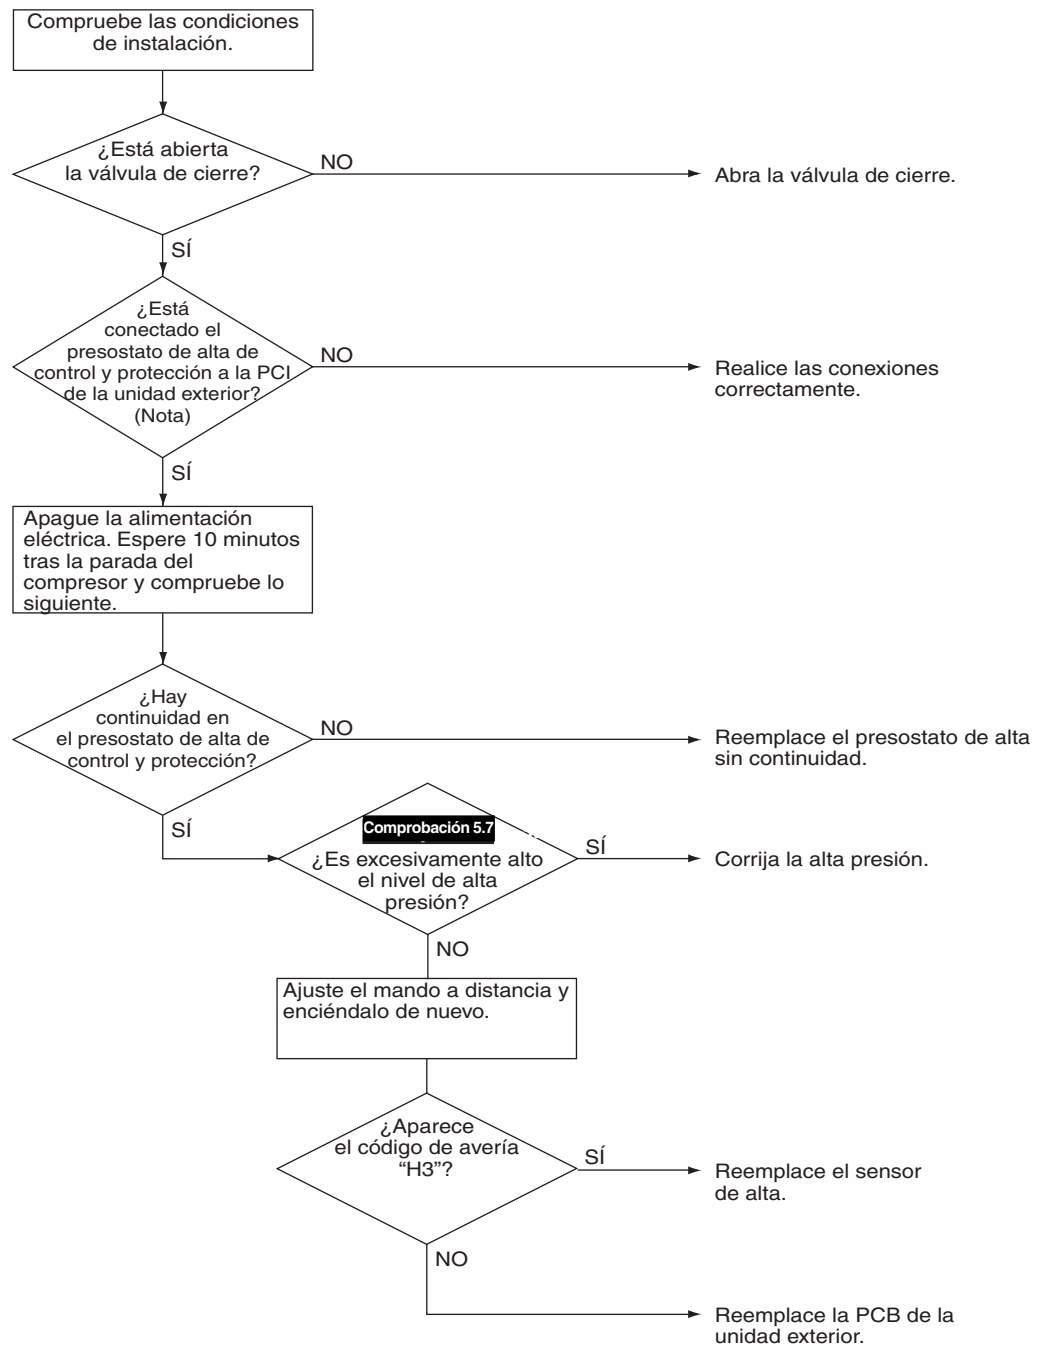 Compruebe las condiciones
de instalación.
¿Está abierta
la válvula de cierre?
NO
Abra la válvula de cierre.
SÍ
¿Está
conectado el
presostato de alta de
control y protección a la PCI
de la unidad exterior?
(Nota)
NO
Realice las conexiones
correctamente.
SÍ
Apague la alimentación
eléctrica. Espere 10 minutos
tras la parada del
compresor y compruebe lo
siguiente.
¿Hay
continuidad en
el presostato de alta de
control y protección?
NO
Reemplace el presostato de alta
sin continuidad.
SÍ
Comprobación 5.7
¿Es excesivamente alto
el nivel de alta
presión?
SÍ
Corrija la alta presión.
NO
Ajuste el mando a distancia y
enciéndalo de nuevo.
¿Aparece
el código de avería
“H3”?
SÍ
Reemplace el sensor
de alta.
NO
Reemplace la PCB de la
unidad exterior.